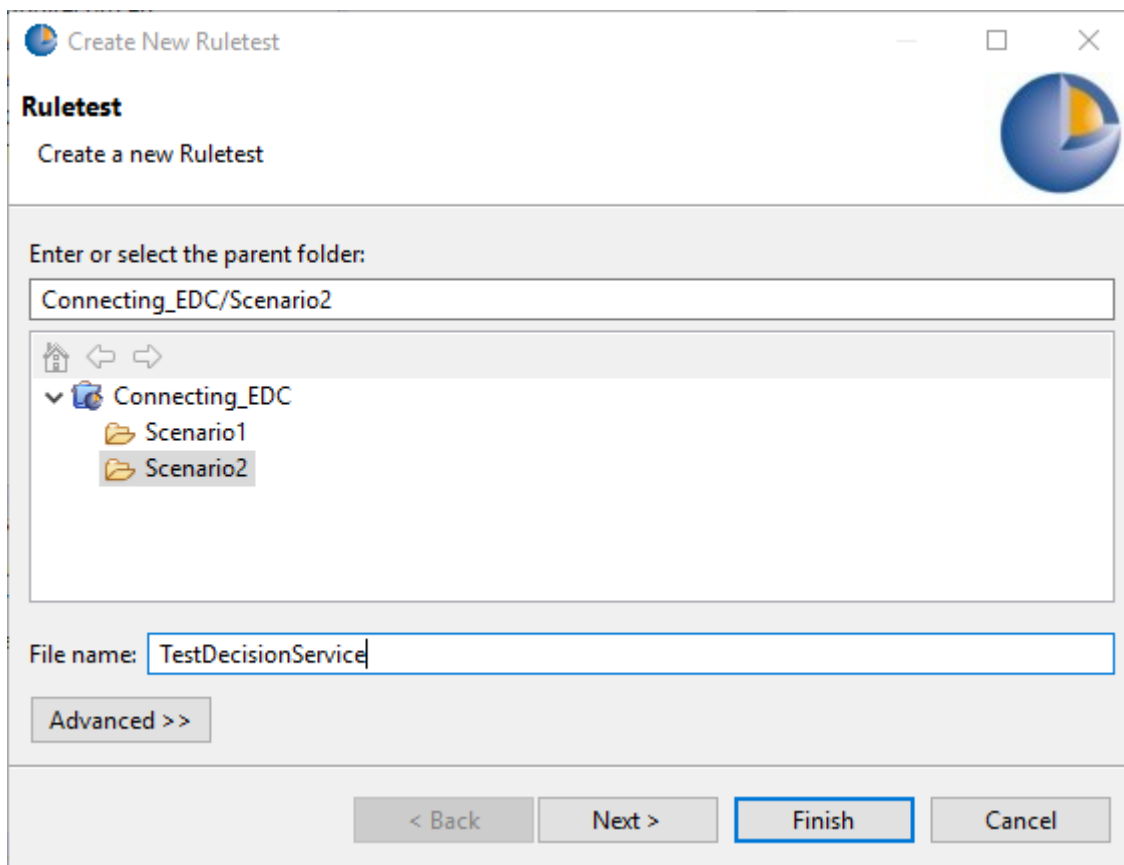 Create New Ruletest
Ruletest
Create a new Ruletest
Enter or select the parent folder:
Connecting_EDC/Scenario2
Connecting_EDC
Scenario1
Scenario2
File name: TestDecisionService
Advanced >>
< Back Next > Finish Cancel